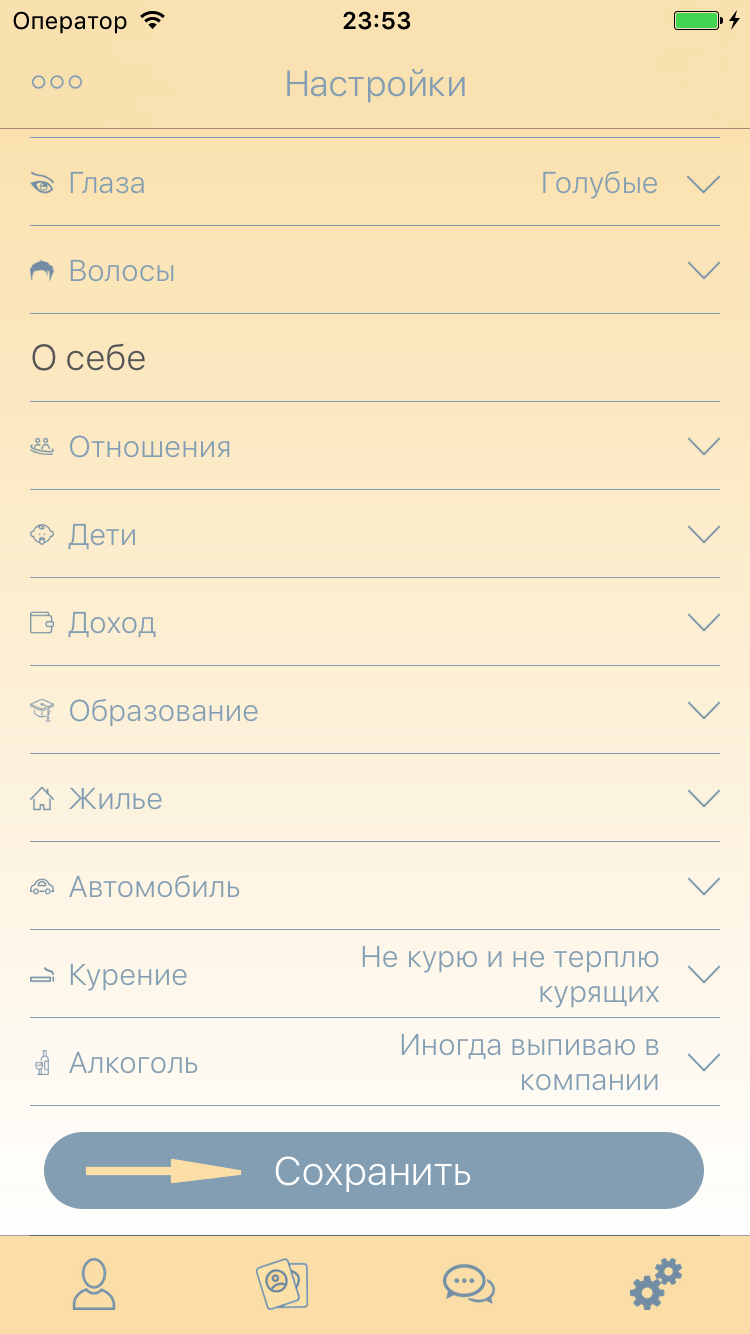 Оператор 23:53
Настройки
Глаза Голубые
Волосы
О себе
Отношения
Дети
Доход
Образование
Жилье
Автомобиль
Курение Не курю и не терплю
курящих
Алкоголь Иногда выпиваю в
компании
Сохранить